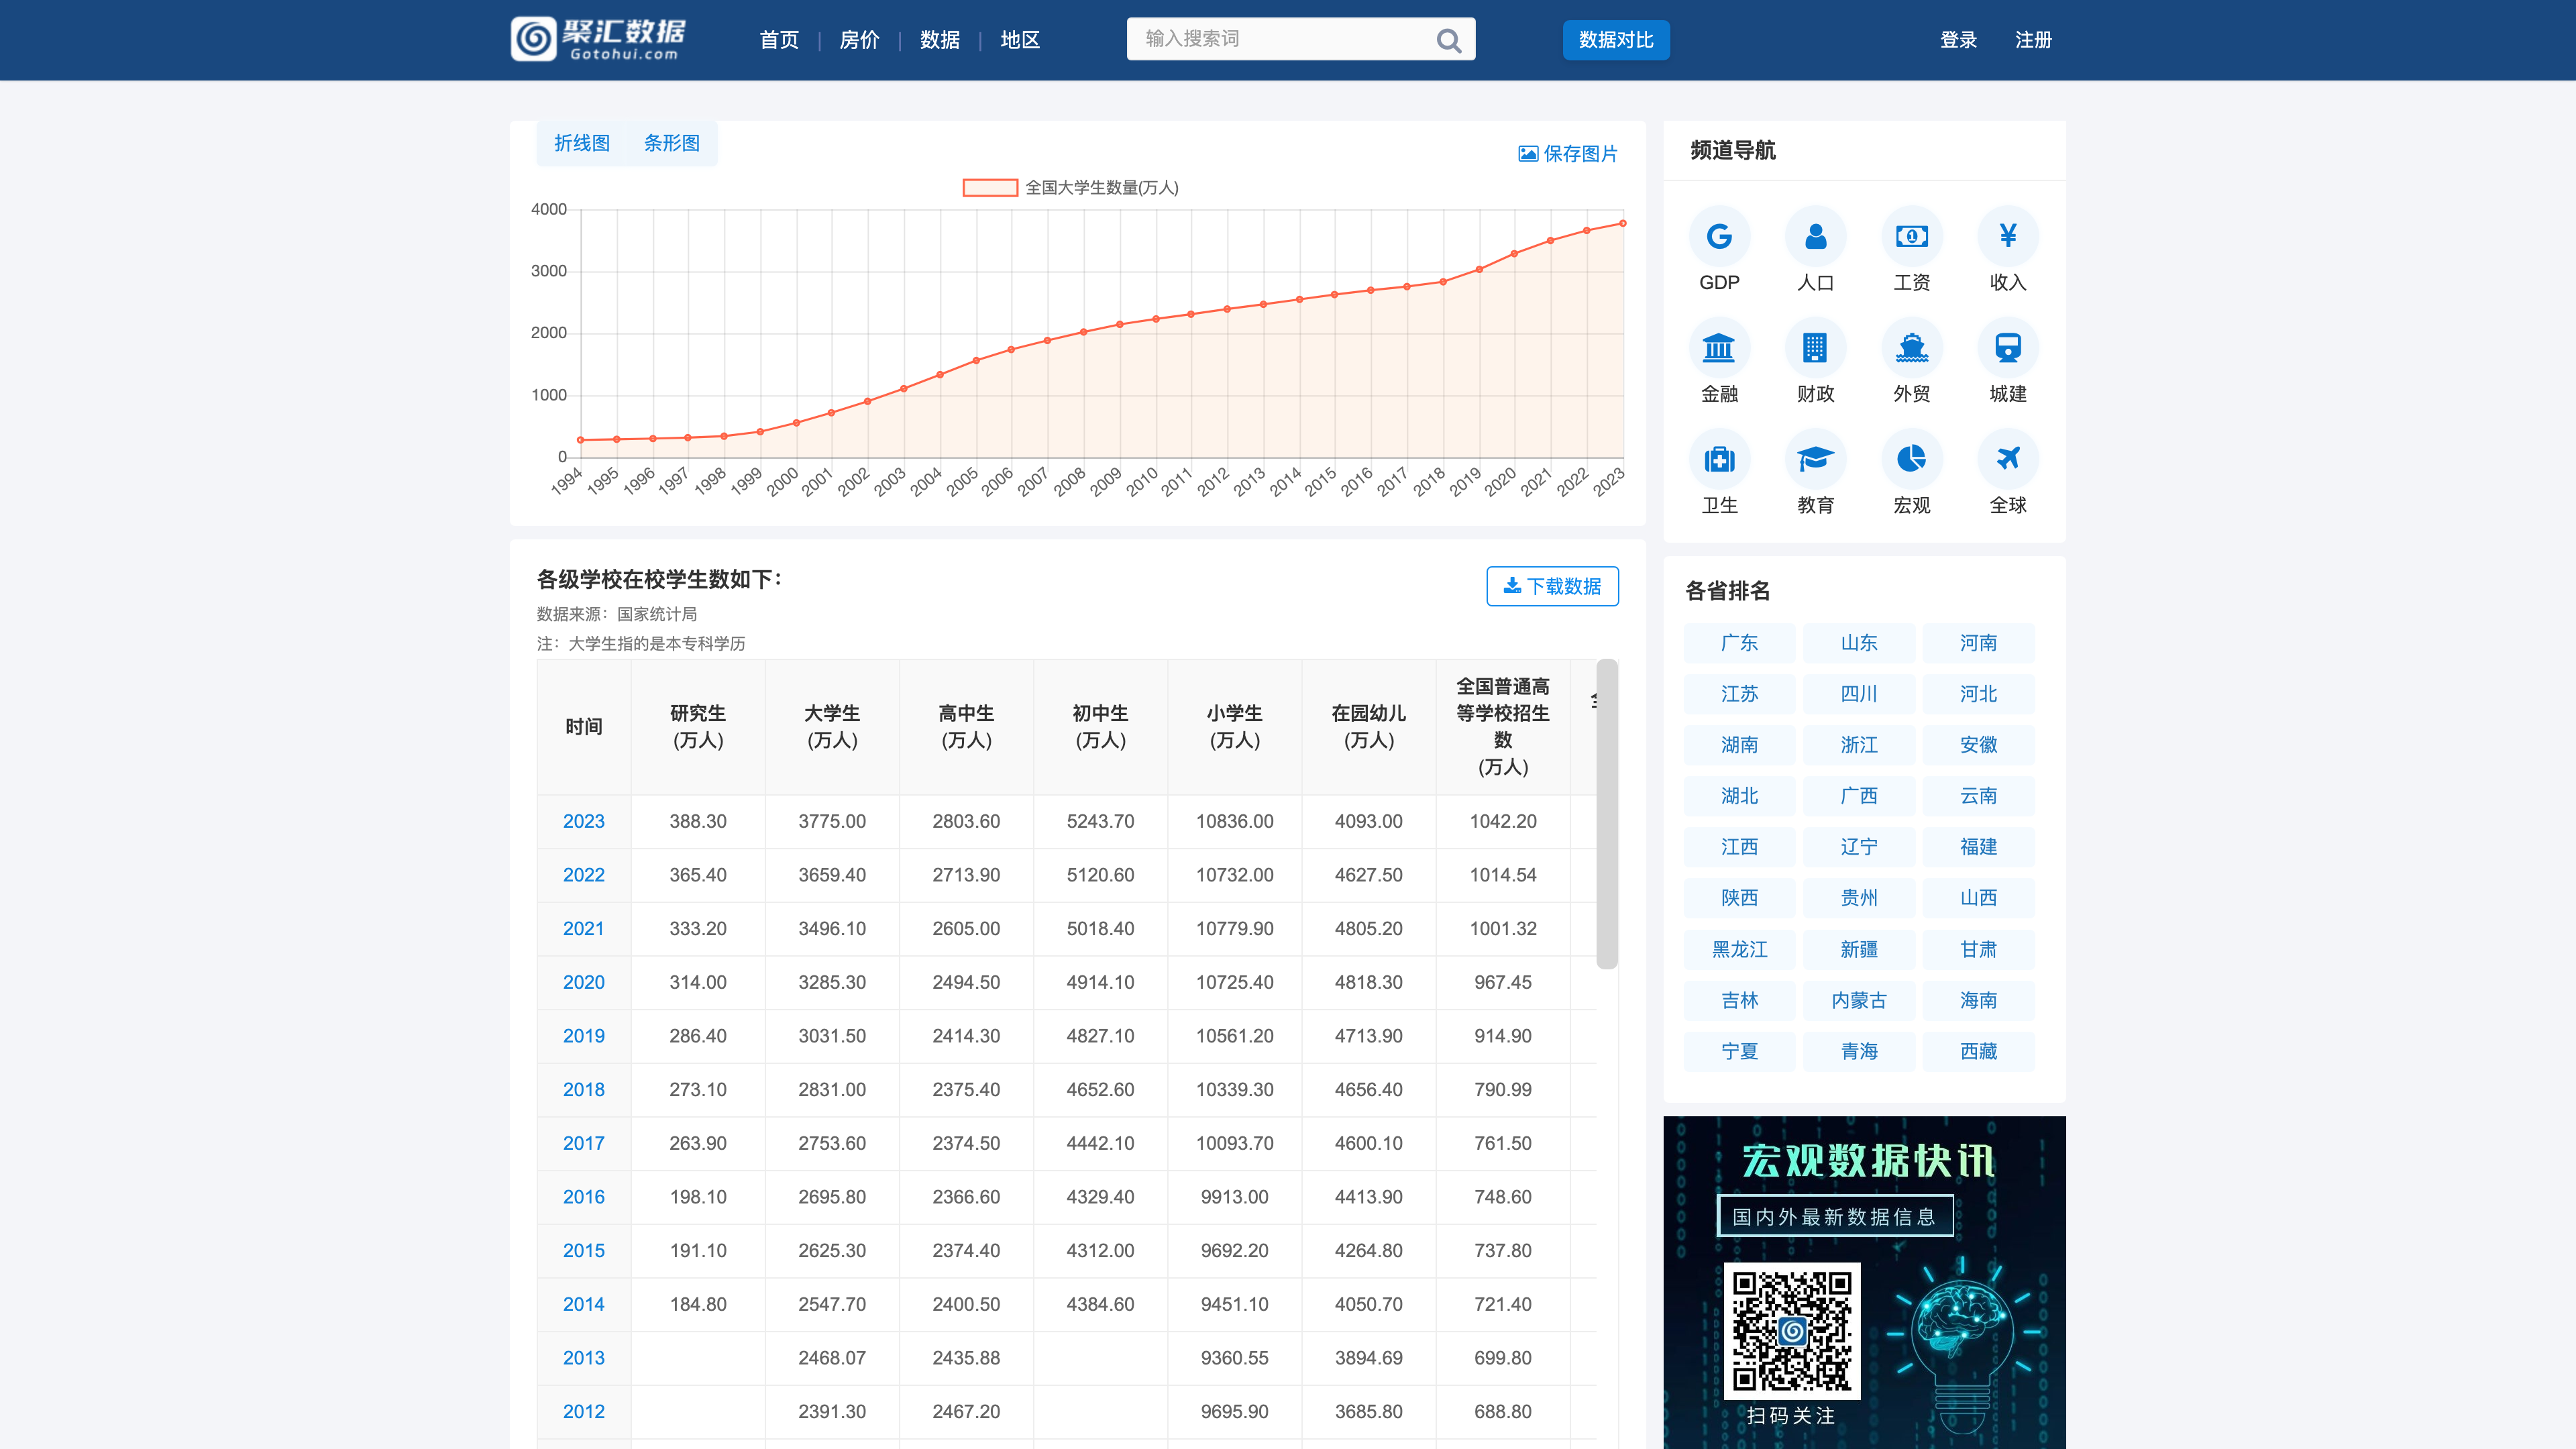 聚汇数据
Gotohui.com
首页 | 房价 | 数据 | 地区
输入搜索词
数据对比
登录 注册
折线图 条形图
保存图片
全国大学生数量(万人)
4000
3000
2000
1000
0
1994 1995 1996 1997 1998 1999 2000 2001 2002 2003 2004 2005 2006 2007 2008 2009 2010 2011 2012 2013 2014 2015 2016 2017 2018 2019 2020 2021 2022 2023
各级学校在校学生数如下：
下载数据
数据来源：国家统计局
注：大学生指的是本专科学历
时间 研究生(万人) 大学生(万人) 高中生(万人) 初中生(万人) 小学生(万人) 在园幼儿(万人) 全国普通高等学校招生数(万人)
2023 388.30 3775.00 2803.60 5243.70 10836.00 4093.00 1042.20
2022 365.40 3659.40 2713.90 5120.60 10732.00 4627.50 1014.54
2021 333.20 3496.10 2605.00 5018.40 10779.90 4805.20 1001.32
2020 314.00 3285.30 2494.50 4914.10 10725.40 4818.30 967.45
2019 286.40 3031.50 2414.30 4827.10 10561.20 4713.90 914.90
2018 273.10 2831.00 2375.40 4652.60 10339.30 4656.40 790.99
2017 263.90 2753.60 2374.50 4442.10 10093.70 4600.10 761.50
2016 198.10 2695.80 2366.60 4329.40 9913.00 4413.90 748.60
2015 191.10 2625.30 2374.40 4312.00 9692.20 4264.80 737.80
2014 184.80 2547.70 2400.50 4384.60 9451.10 4050.70 721.40
2013 2468.07 2435.88 9360.55 3894.69 699.80
2012 2391.30 2467.20 9695.90 3685.80 688.80
频道导航
GDP 人口 工资 收入
金融 财政 外贸 城建
卫生 教育 宏观 全球
各省排名
广东 山东 河南
江苏 四川 河北
湖南 浙江 安徽
湖北 广西 云南
江西 辽宁 福建
陕西 贵州 山西
黑龙江 新疆 甘肃
吉林 内蒙古 海南
宁夏 青海 西藏
宏观数据快讯
国内外最新数据信息
扫码关注